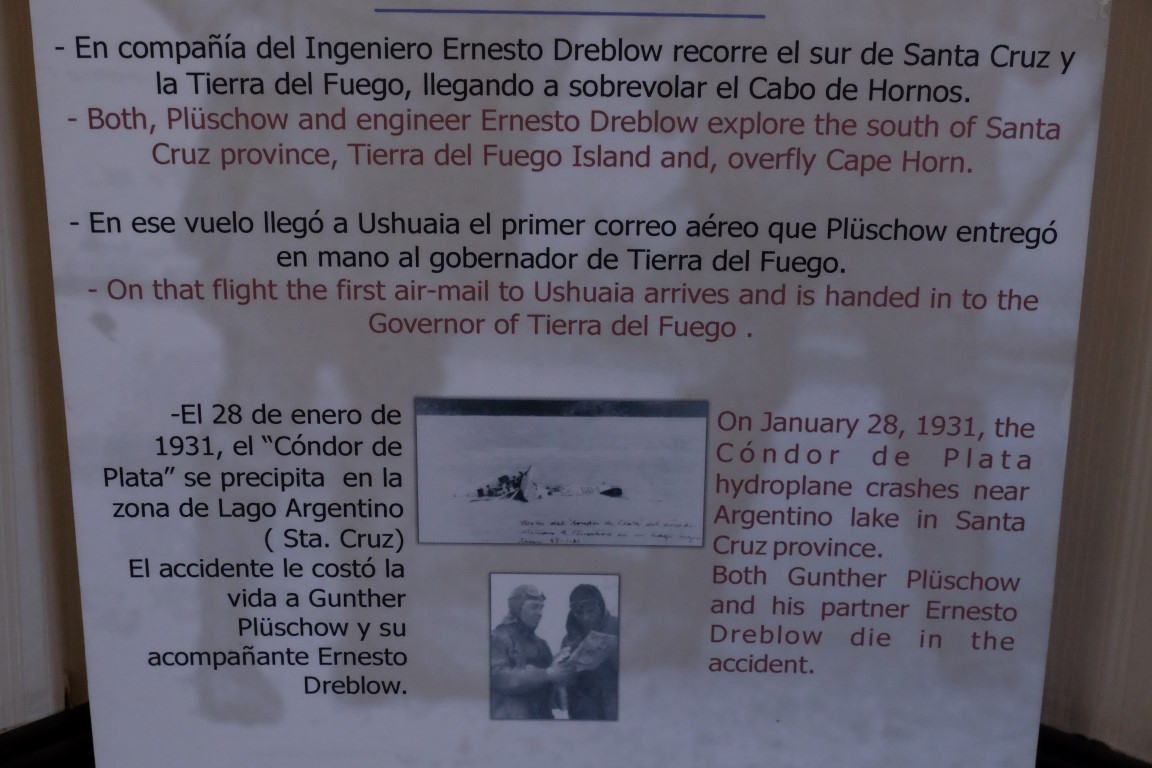 - En compañía del Ingeniero Ernesto Dreblow recorre el sur de Santa Cruz y
la Tierra del Fuego, llegando a sobrevolar el Cabo de Hornos.
- Both, Plüschow and engineer Ernesto Dreblow explore the south of Santa
Cruz province, Tierra del Fuego Island and, overfly Cape Horn.
- En ese vuelo llegó a Ushuaia el primer correo aéreo que Plüschow entregó
en mano al gobernador de Tierra del Fuego.
- On that flight the first air-mail to Ushuaia arrives and is handed in to the
Governor of Tierra del Fuego .
-El 28 de enero de
1931, el “Cóndor de
Plata” se precipita en la
zona de Lago Argentino
( Sta. Cruz)
El accidente le costó la
vida a Gunther
Plüschow y su
acompañante Ernesto
Dreblow.
On January 28, 1931, the
Cóndor de Plata
hydroplane crashes near
Argentino lake in Santa
Cruz province.
Both Gunther Plüschow
and his partner Ernesto
Dreblow die in the
accident.